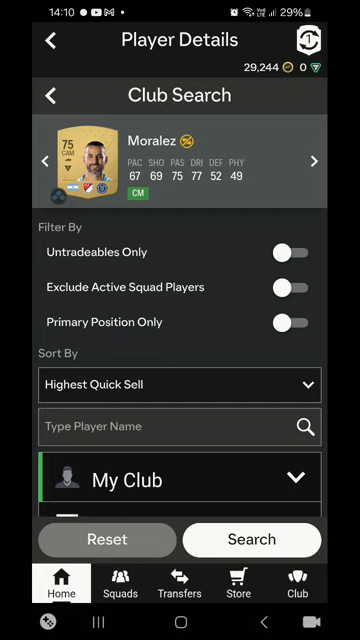 14:10
29%
Player Details
29,244 0
Club Search
75
CAM
Moralez
PAC SHO PAS DRI DEF PHY
67 69 75 77 52 49
CM
Filter By
Untradeables Only
Exclude Active Squad Players
Primary Position Only
Sort By
Highest Quick Sell
Type Player Name
My Club
Reset Search
Home Squads Transfers Store Club